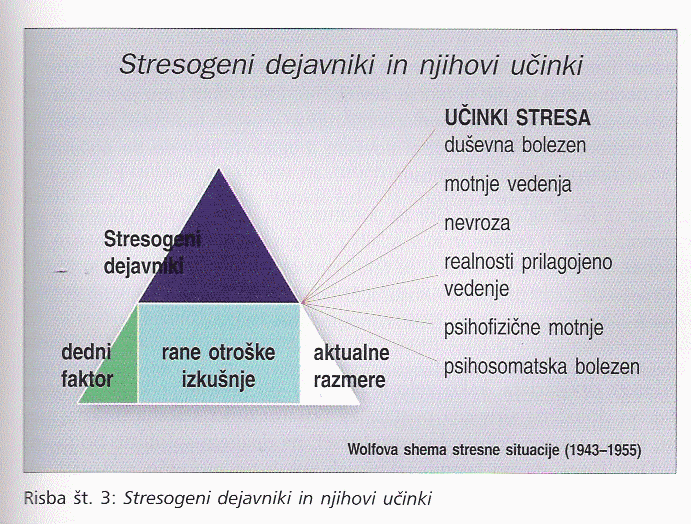 Stresogeni dejavniki in njihovi učinki
UČINKI STRESA
duševna bolezen
motnje vedenja
nevroza
realnosti prilagojeno
vedenje
psihofizične motnje
psihosomatska bolezen
Stresogeni
dejavniki
dedni
faktor
rane otroške
izkušnje
aktualne
razmere
Wolfova shema stresne situacije (1943–1955)
Risba št. 3: Stresogeni dejavniki in njihovi učinki